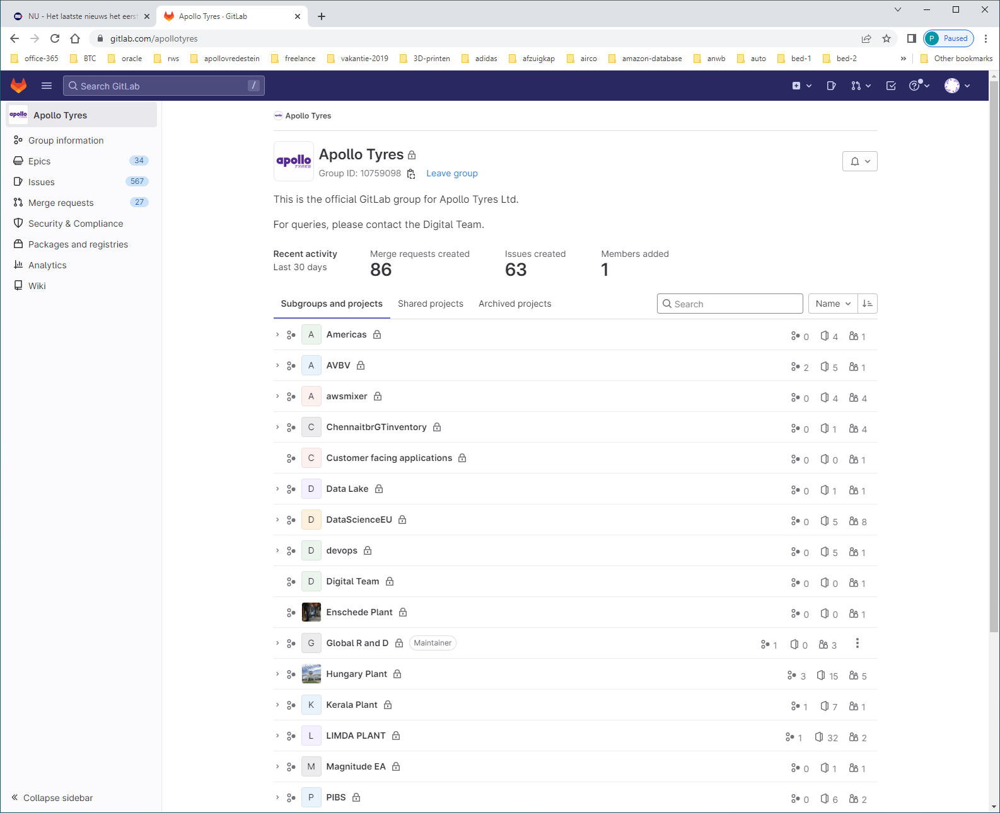 NU - Het laatste nieuws het eerst
Apollo Tyres · GitLab
gitlab.com/apollotyres
P Paused
office-365 BTC oracle rws apollovredestein freelance vakantie-2019 3D-printen adidas afzuigkap airco amazon-database anwb auto bed-1 bed-2 » Other bookmarks
Search GitLab /
apollo Apollo Tyres
Group information
Epics 34
Issues 567
Merge requests 27
Security & Compliance
Packages and registries
Analytics
Wiki
Collapse sidebar
Apollo Tyres
apollo TYRES
Apollo Tyres
Group ID: 10759098 Leave group
This is the official GitLab group for Apollo Tyres Ltd.
For queries, please contact the Digital Team.
Recent activity Merge requests created Issues created Members added
Last 30 days 86 63 1
Subgroups and projects Shared projects Archived projects Search Name
A Americas 0 4 1
A AVBV 2 5 1
A awsmixer 0 4 4
C ChennaitbrGTinventory 0 1 4
C Customer facing applications 0 0 1
D Data Lake 0 1 1
D DataScienceEU 0 5 8
D devops 0 5 1
D Digital Team 0 0 1
Enschede Plant 0 0 1
G Global R and D Maintainer 1 0 3
Hungary Plant 3 15 5
K Kerala Plant 1 7 1
L LIMDA PLANT 1 32 2
M Magnitude EA 0 1 1
P PIBS 0 6 2